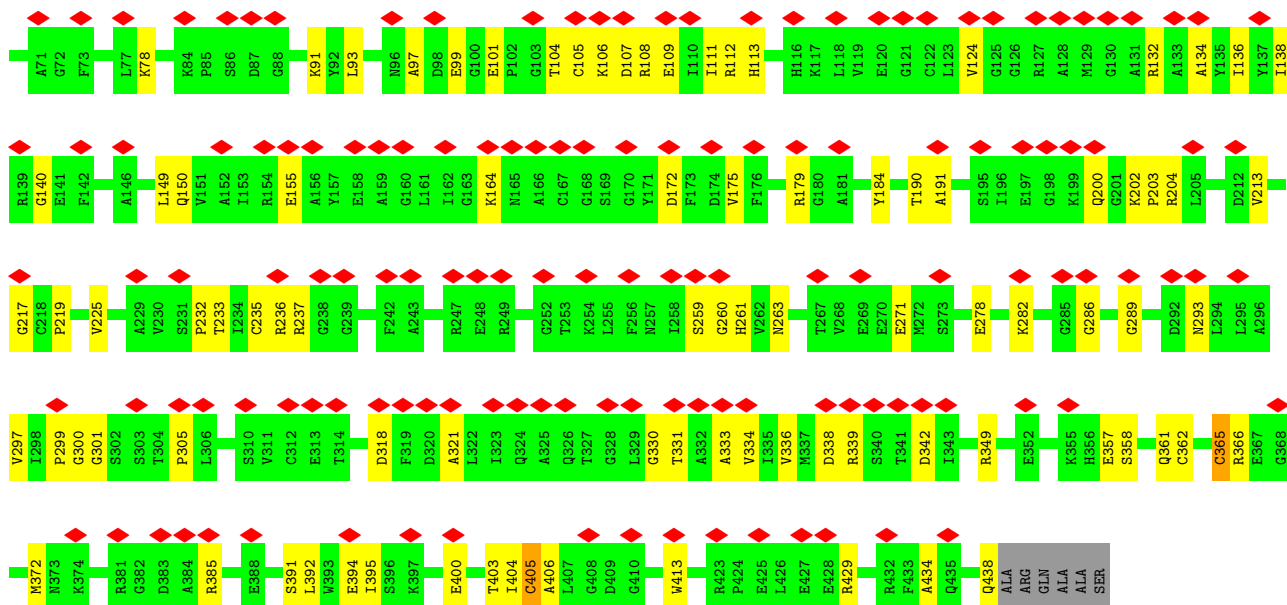 A71 G72 F73 L77 K78 K84 P85 S86 D87 G88 K91 Y92 L93 N96 A97 D98 E99 G100 E101 P102 G103 T104 C105 K106 D107 R108 E109 I110 I111 R112 H113 H116 K117 L118 V119 E120 G121 C122 L123 V124 G125 G126 R127 A128 M129 G130 A131 R132 A133 A134 Y135 I136 Y137 I138
R139 G140 E141 F142 A146 L149 Q150 V151 A152 I153 R154 E155 A156 Y157 E158 A159 G160 L161 I162 G163 K164 N165 A166 C167 G168 S169 G170 Y171 D172 F173 D174 V175 F176 R179 G180 A181 Y184 T190 A191 S195 I196 E197 G198 K199 Q200 G201 K202 P203 R204 L205 D212 V213
G217 C218 P219 V225 A229 V230 S231 P232 T233 I234 C235 R236 R237 G238 G239 F242 A243 R247 E248 R249 G252 T253 K254 L255 F256 N257 I258 S259 G260 H261 V262 N263 T267 V268 E269 E270 E271 M272 S273 E278 K282 G285 G286 G289 D292 N293 L294 L295 A296
V297 I298 P299 G300 G301 S302 S303 T304 P305 L306 S310 V311 C312 E313 T314 D318 F319 D320 A321 L322 I323 Q324 A325 Q326 T327 G328 L329 G330 T331 A332 A333 V334 I335 V336 M337 D338 R339 S340 T341 D342 I343 R349 E352 K355 H356 E357 S358 Q361 C362 C365 R366 E367 G368
M372 N373 K374 R381 G382 D383 A384 R385 E388 S391 L392 W393 E394 I395 S396 K397 E400 T403 I404 C405 A406 L407 G408 D409 G410 W413 R423 P424 E425 L426 E427 E428 R429 R432 F433 A434 Q435 Q438 ALA ARG GLN ALA ALA SER